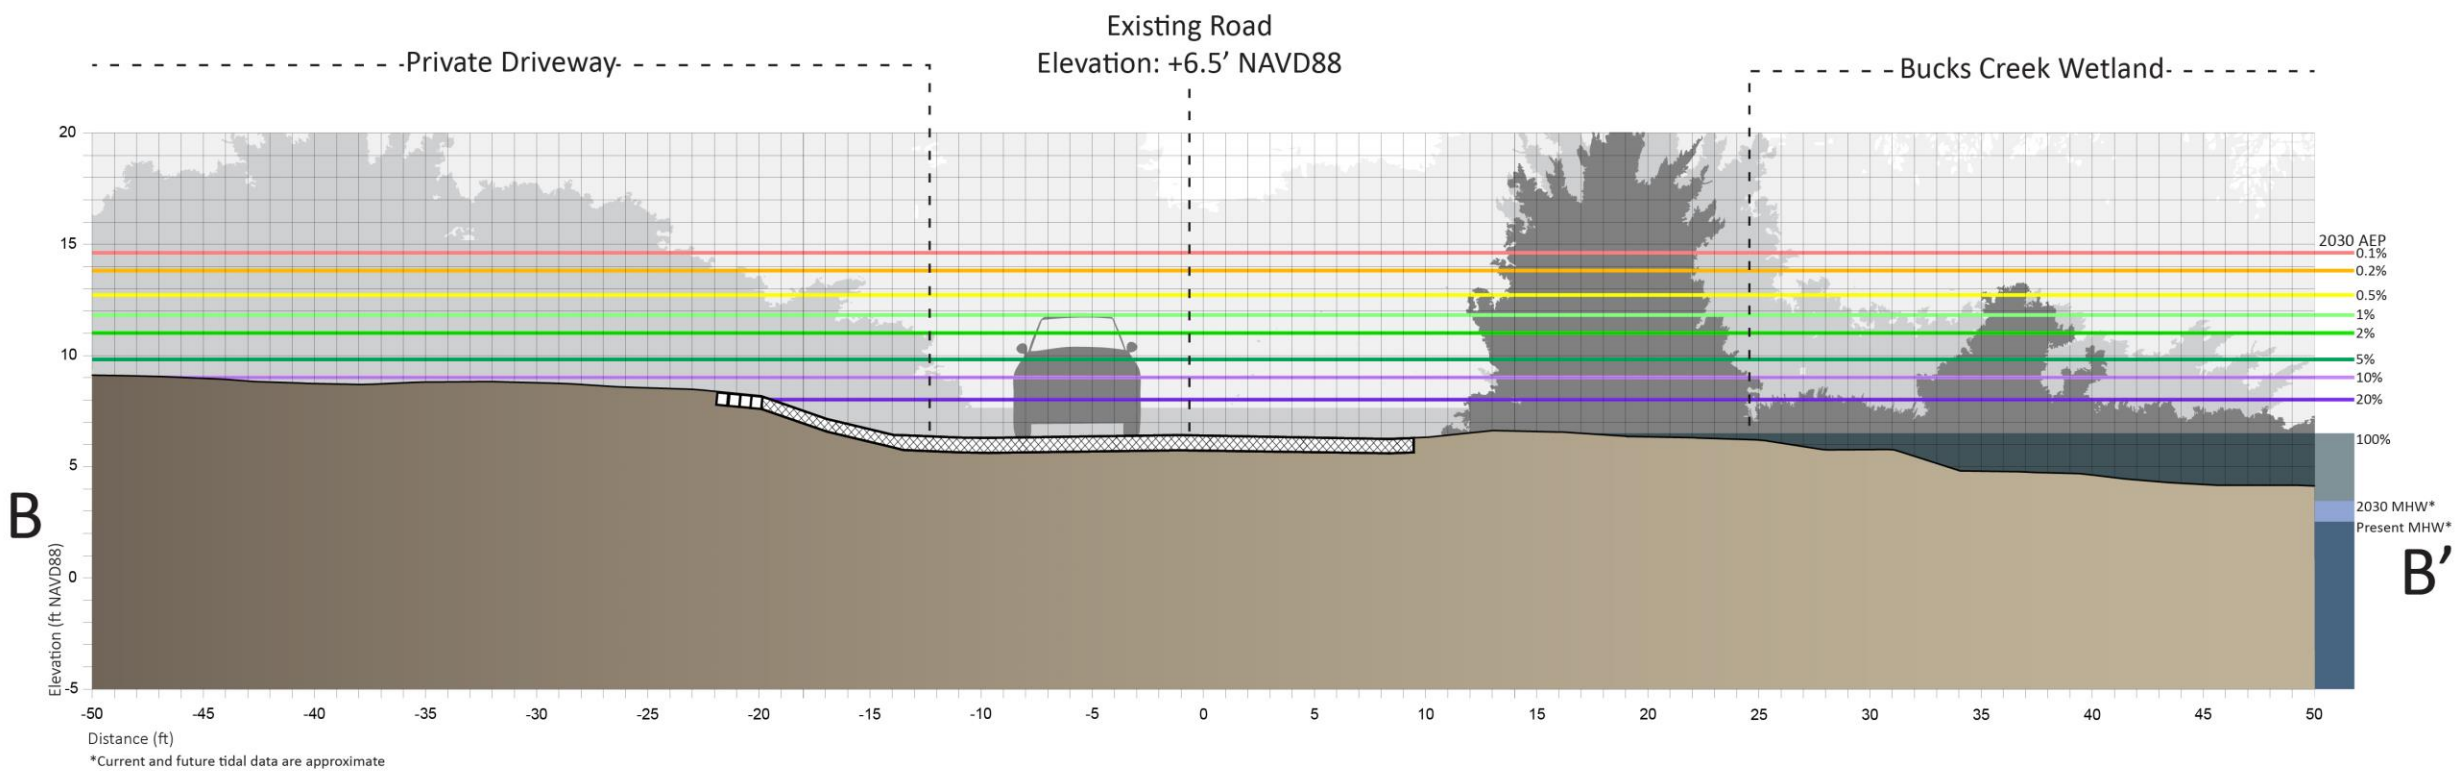 Existing Road
Elevation: +6.5’ NAVD88
Private Driveway
Bucks Creek Wetland
20
15
10
5
0
-5
Elevation (ft NAVD88)
B
2030 AEP
0.1%
0.2%
0.5%
1%
2%
5%
10%
20%
100%
2030 MHW*
Present MHW*
B’
-50 -45 -40 -35 -30 -25 -20 -15 -10 -5 0 5 10 15 20 25 30 35 40 45 50
Distance (ft)
*Current and future tidal data are approximate